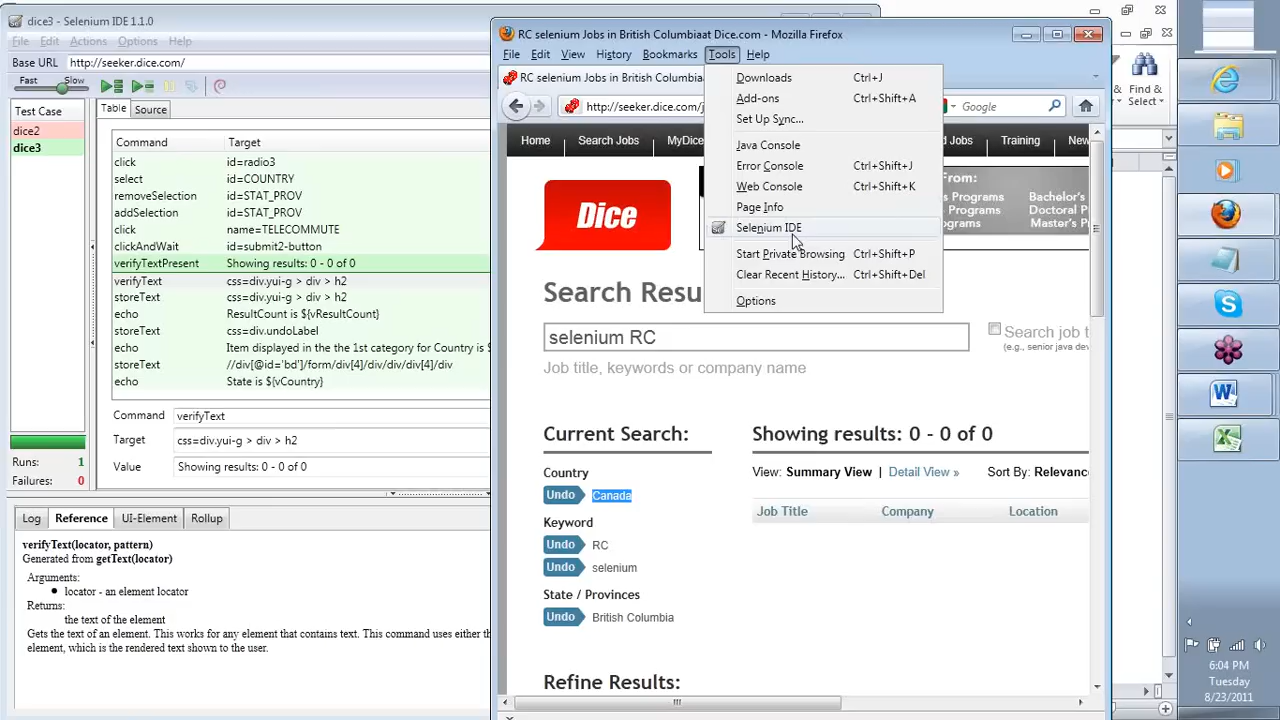 dice3 - Selenium IDE 1.1.0
File Edit Actions Options Help
Base URL http://seeker.dice.com/
Fast Slow
Test Case
dice2
dice3
Runs: 1
Failures: 0
Table Source
Command Target
click id=radio3
select id=COUNTRY
removeSelection id=STAT_PROV
addSelection id=STAT_PROV
click name=TELECOMMUTE
clickAndWait id=submit2-button
verifyTextPresent Showing results: 0 - 0 of 0
verifyText css=div.yui-g > div > h2
storeText css=div.yui-g > div > h2
echo ResultCount is ${vResultCount}
storeText css=div.undoLabel
echo Item displayed in the the 1st category for Country is $
storeText //div[@id='bd']/form/div[4]/div/div/div[4]/div
echo State is ${vCountry}
Command verifyText
Target css=div.yui-g > div > h2
Value Showing results: 0 - 0 of 0
Log Reference UI-Element Rollup
verifyText(locator, pattern)
Generated from getText(locator)
Arguments:
locator - an element locator
Returns:
the text of the element
Gets the text of an element. This works for any element that contains text. This command uses either th
element, which is the rendered text shown to the user.
RC selenium Jobs in British Columbiaat Dice.com - Mozilla Firefox
File Edit View History Bookmarks Tools Help
RC selenium Jobs in British Columbiaa
http://seeker.dice.com/j
Google
Downloads Ctrl+J
Add-ons Ctrl+Shift+A
Set Up Sync...
Java Console
Error Console Ctrl+Shift+J
Web Console Ctrl+Shift+K
Page Info
Selenium IDE
Start Private Browsing Ctrl+Shift+P
Clear Recent History... Ctrl+Shift+Del
Options
Home Search Jobs MyDice d Jobs Training New
Dice
From:
s Programs Bachelor's
Programs Doctoral P
grams Master's Pr
Search Resu
selenium RC
Search job t
(e.g., senior java dev
Job title, keywords or company name
Current Search:
Country
Undo Canada
Keyword
Undo RC
Undo selenium
State / Provinces
Undo British Columbia
Refine Results:
Showing results: 0 - 0 of 0
View: Summary View | Detail View » Sort By: Relevance
Job Title Company Location
Find &
Select
6:04 PM
Tuesday
8/23/2011